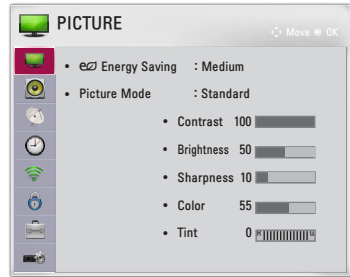 PICTURE
Move OK
• Energy Saving : Medium
• Picture Mode : Standard
• Contrast 100
• Brightness 50
• Sharpness 10
• Color 55
• Tint 0 R G